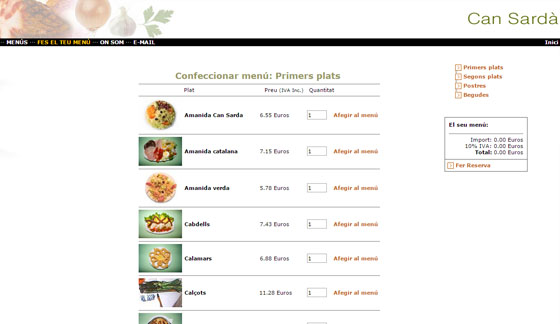 Can Sardà
··· MENÚS ··· FES EL TEU MENÚ ··· ON SOM ··· E-MAIL
Inici
Confeccionar menú: Primers plats
Plat Preu (IVA Inc.) Quantitat
Amanida Can Sarda 6.55 Euros 1 Afegir al menú
Amanida catalana 7.15 Euros 1 Afegir al menú
Amanida verda 5.78 Euros 1 Afegir al menú
Cabdells 7.43 Euros 1 Afegir al menú
Calamars 6.88 Euros 1 Afegir al menú
Calçots 11.28 Euros 1 Afegir al menú
Primers plats
Segons plats
Postres
Begudes
El seu menú:
Import: 0.00 Euros
10% IVA: 0.00 Euros
Total: 0.00 Euros
Fer Reserva